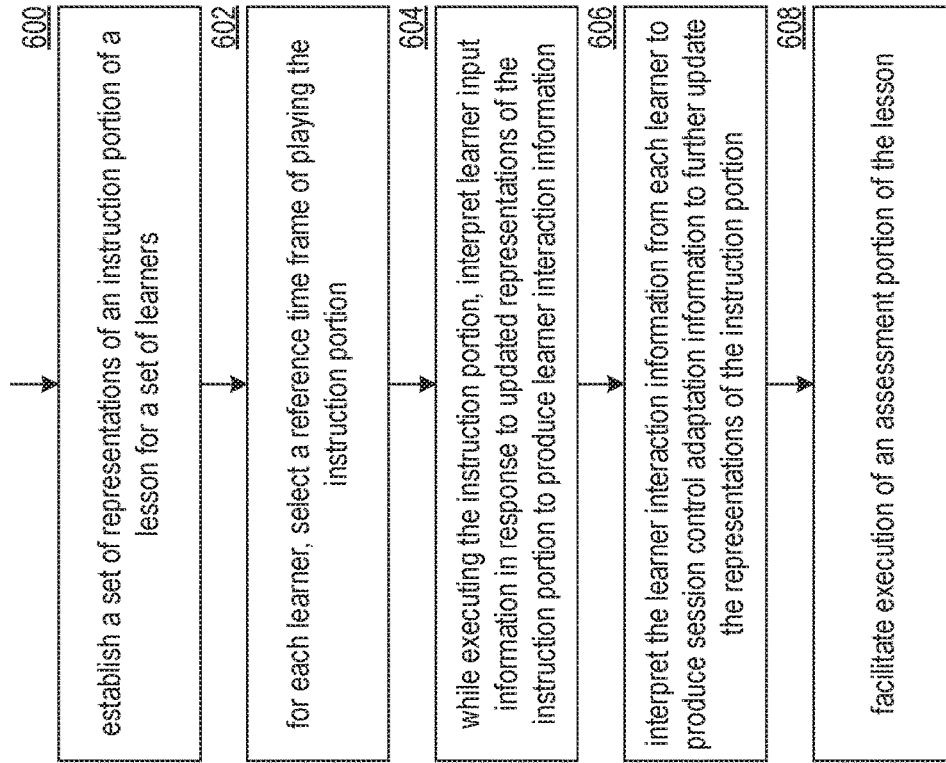 600
establish a set of representations of an instruction portion of a
lesson for a set of learners
602
for each learner, select a reference time frame of playing the
instruction portion
604
while executing the instruction portion, interpret learner input
information in response to updated representations of the
instruction portion to produce learner interaction information
606
interpret the learner interaction information from each learner to
produce session control adaptation information to further update
the representations of the instruction portion
608
facilitate execution of an assessment portion of the lesson